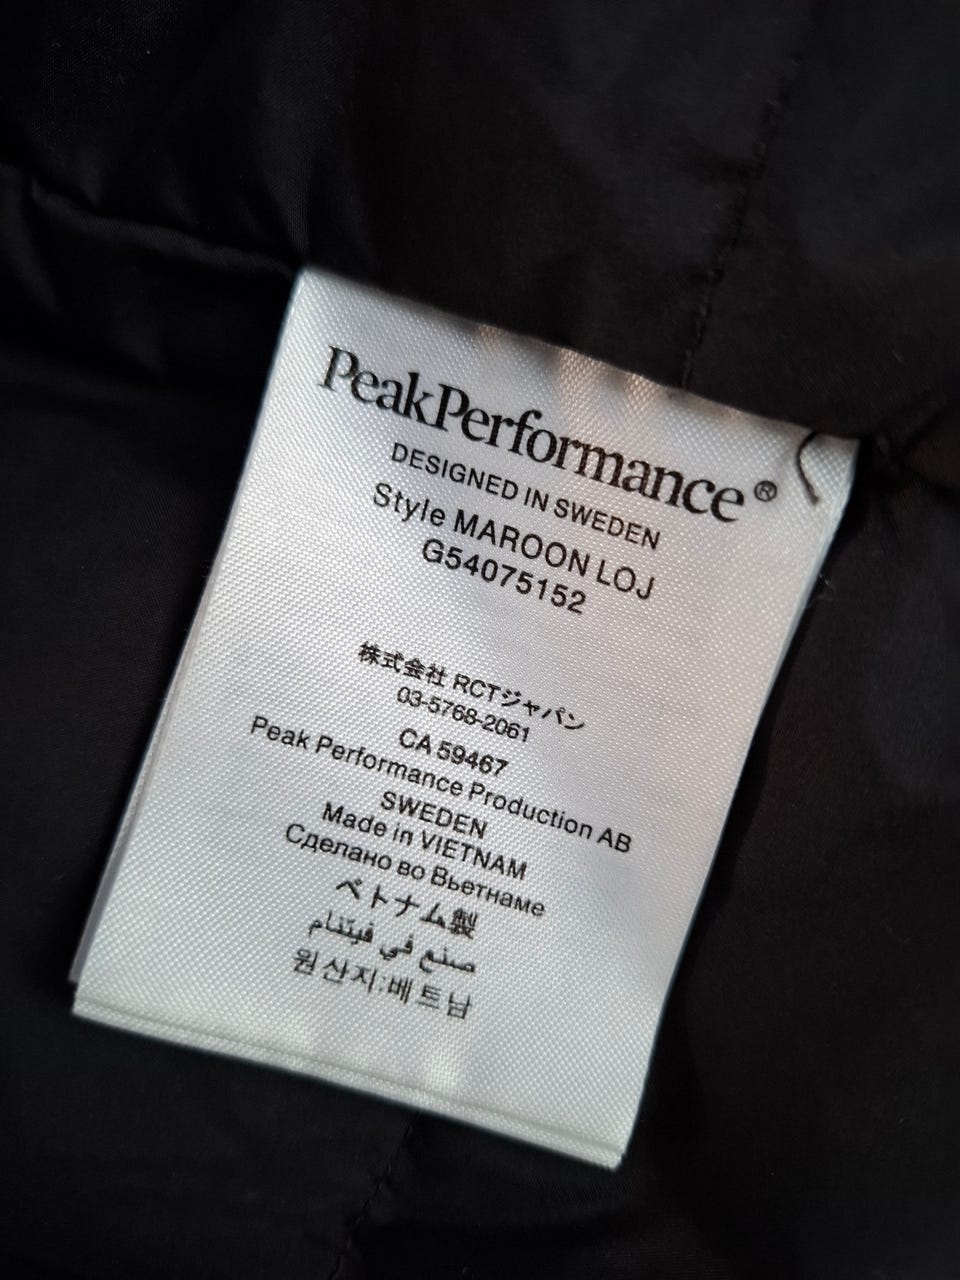 PeakPerformance®
DESIGNED IN SWEDEN
Style MAROON LOJ
G54075152
株式会社 RCTジャパン
03-5768-2061
CA 59467
Peak Performance Production AB
SWEDEN
Made in VIETNAM
Сделано во Вьетнаме
ベトナム製
صنع في فيتنام
원산지:베트남